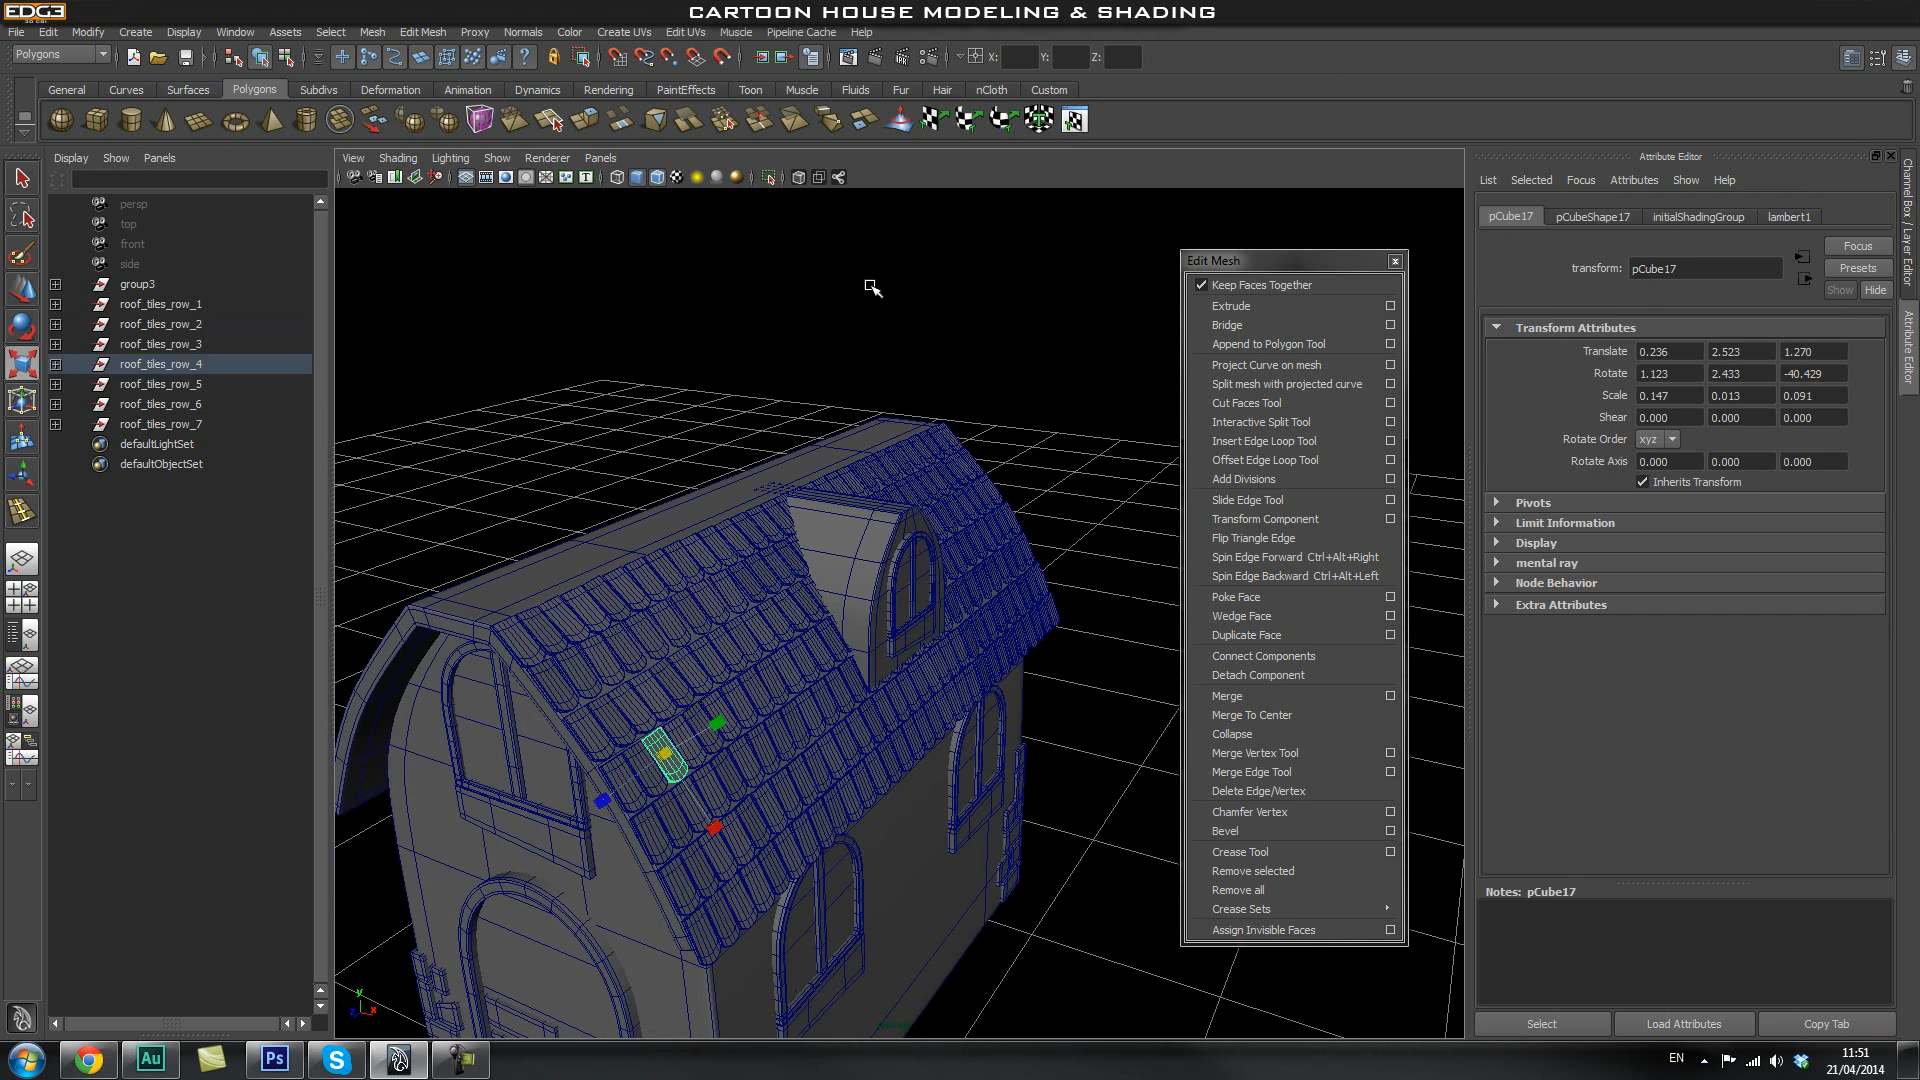 EDG3
CARTOON HOUSE MODELING & SHADING
File Edit Modify Create Display Window Assets Select Mesh Edit Mesh Proxy Normals Color Create UVs Edit UVs Muscle Pipeline Cache Help
Polygons X: Y: Z:
General Curves Surfaces Polygons Subdivs Deformation Animation Dynamics Rendering PaintEffects Toon Muscle Fluids Fur Hair nCloth Custom
Display Show Panels
persp
top
front
side
group3
roof_tiles_row_1
roof_tiles_row_2
roof_tiles_row_3
roof_tiles_row_4
roof_tiles_row_5
roof_tiles_row_6
roof_tiles_row_7
defaultLightSet
defaultObjectSet
View Shading Lighting Show Renderer Panels
Edit Mesh
Keep Faces Together
Extrude
Bridge
Append to Polygon Tool
Project Curve on mesh
Split mesh with projected curve
Cut Faces Tool
Interactive Split Tool
Insert Edge Loop Tool
Offset Edge Loop Tool
Add Divisions
Slide Edge Tool
Transform Component
Flip Triangle Edge
Spin Edge Forward Ctrl+Alt+Right
Spin Edge Backward Ctrl+Alt+Left
Poke Face
Wedge Face
Duplicate Face
Connect Components
Detach Component
Merge
Merge To Center
Collapse
Merge Vertex Tool
Merge Edge Tool
Delete Edge/Vertex
Chamfer Vertex
Bevel
Crease Tool
Remove selected
Remove all
Crease Sets
Assign Invisible Faces
y
z x
Attribute Editor
List Selected Focus Attributes Show Help
pCube17 pCubeShape17 initialShadingGroup lambert1
Focus
transform: pCube17 Presets
Show Hide
Transform Attributes
Translate 0.236 2.523 1.270
Rotate 1.123 2.433 -40.429
Scale 0.147 0.013 0.091
Shear 0.000 0.000 0.000
Rotate Order xyz
Rotate Axis 0.000 0.000 0.000
Inherits Transform
Pivots
Limit Information
Display
mental ray
Node Behavior
Extra Attributes
Notes: pCube17
Select Load Attributes Copy Tab
Channel Box / Layer Editor
Attribute Editor
Au Ps S
EN
11:51
21/04/2014